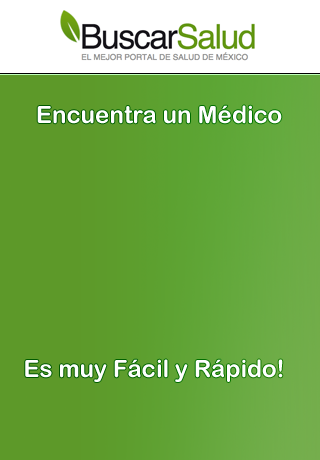 BuscarSalud
EL MEJOR PORTAL DE SALUD DE MÉXICO
Encuentra un Médico
Es muy Fácil y Rápido!